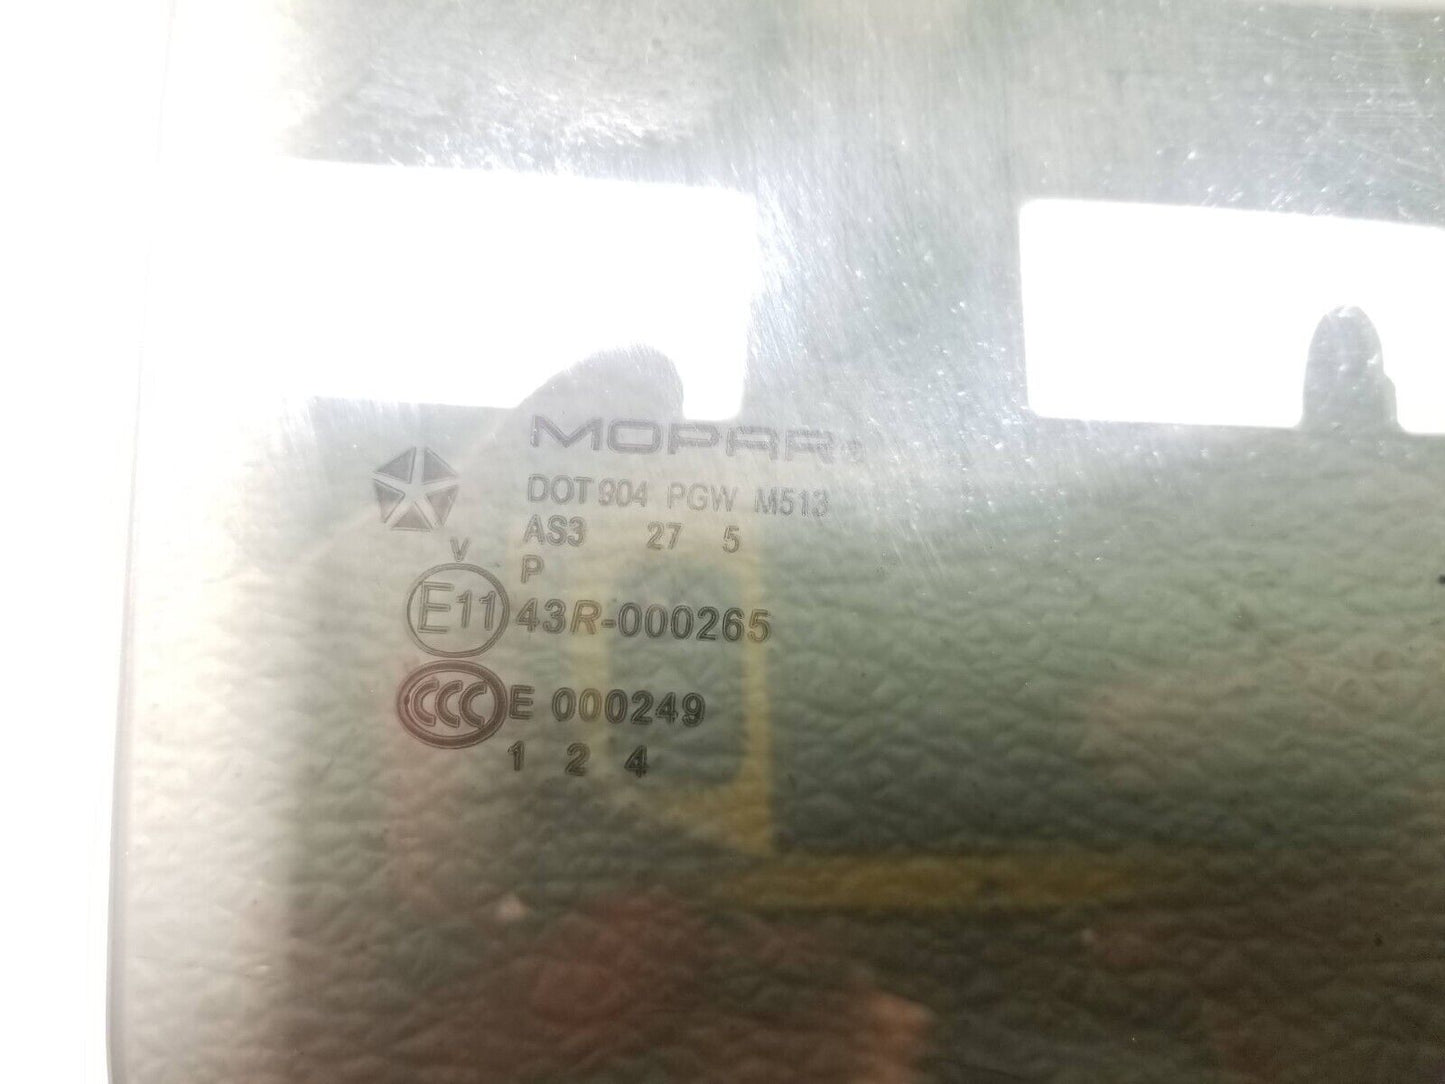 MOPAR®
DOT 904 PGW M513
AS3 27 5
V P
E11 43R-000265
CCC E 000249
1 2 4